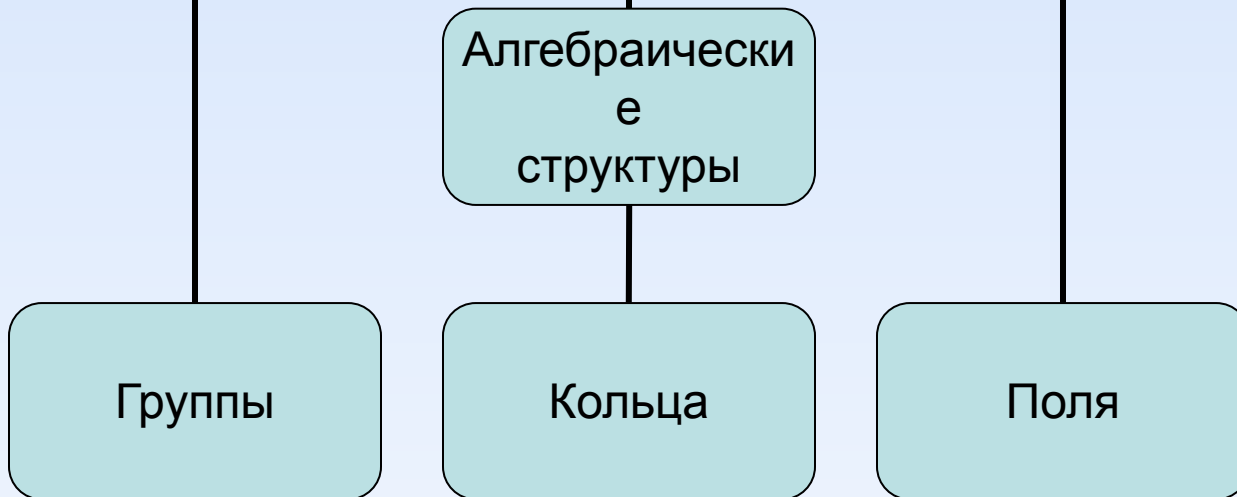 Алгебраически
е
структуры
Группы
Кольца
Поля